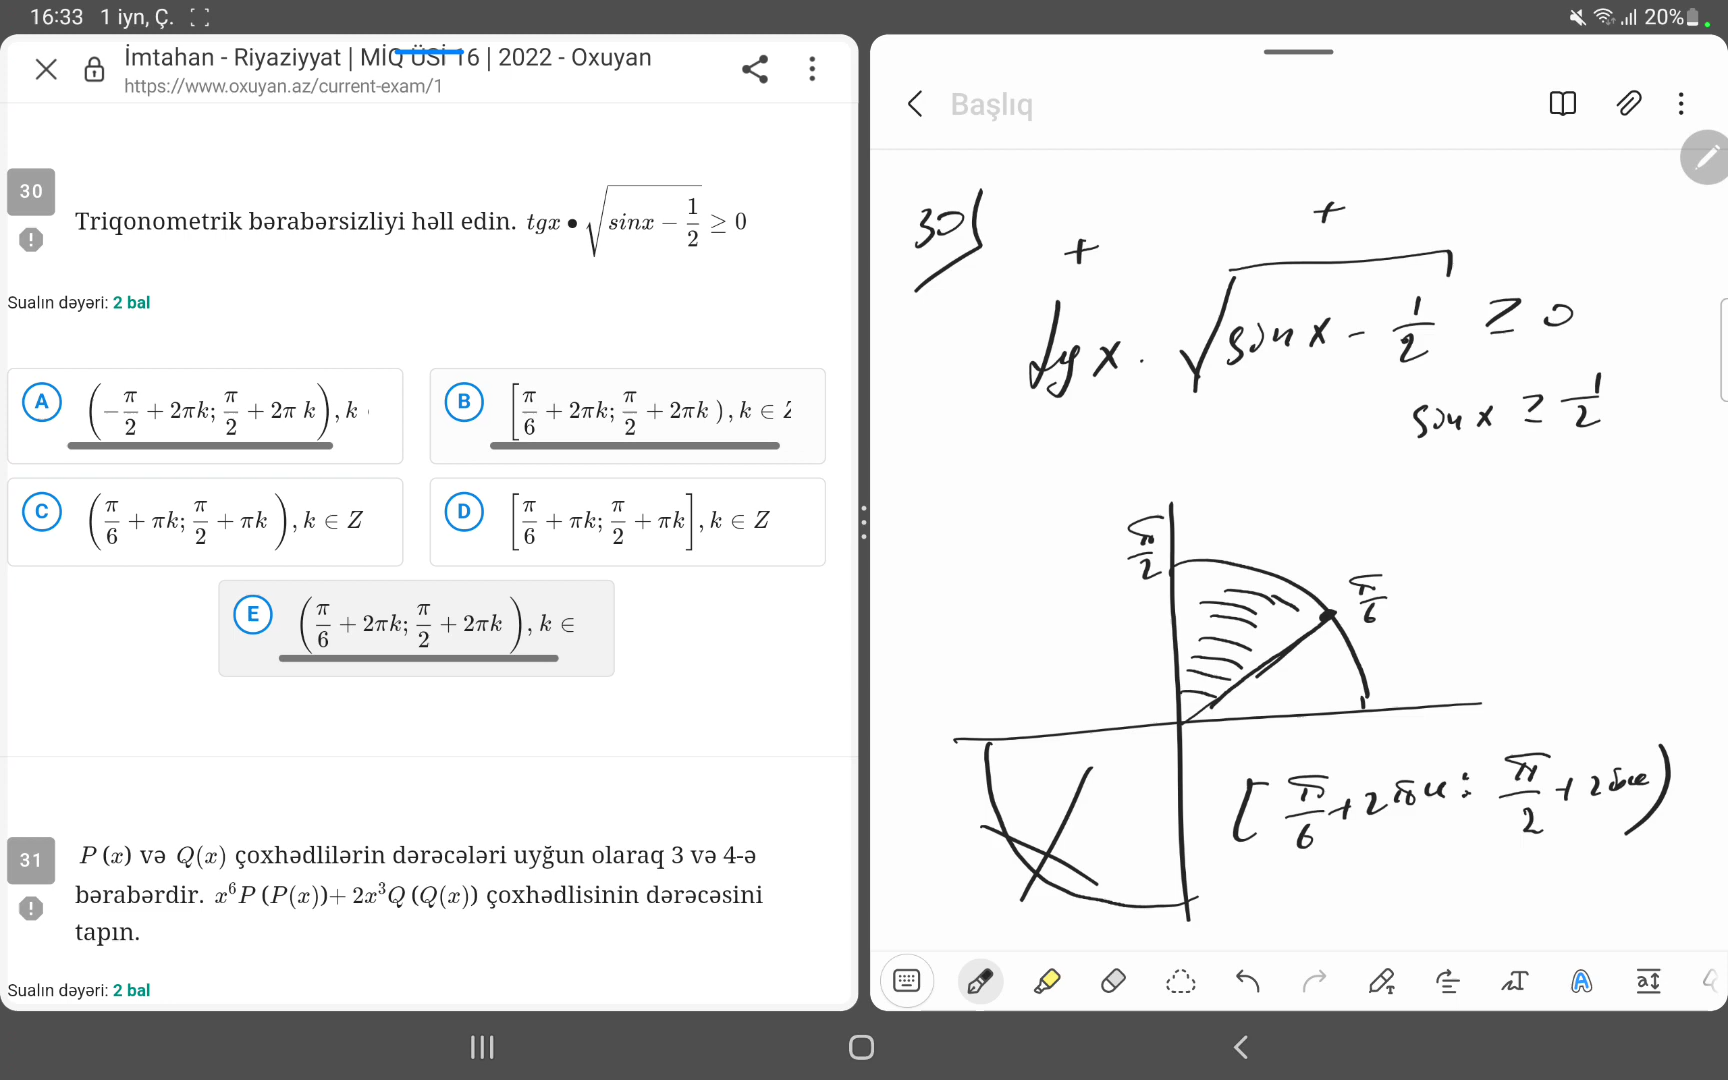 16:33 1 iyn, Ç.
20%
İmtahan - Riyaziyyat | MİQ ÜSİ 16 | 2022 - Oxuyan
https://www.oxuyan.az/current-exam/1
30
Triqonometrik bərabərsizliyi həll edin. tgx • √(sinx − 1/2) ≥ 0
Sualın dəyəri: 2 bal
A (−π/2 + 2πk; π/2 + 2π k), k
B [π/6 + 2πk; π/2 + 2πk ), k ∈ Z
C (π/6 + πk; π/2 + πk ), k ∈ Z
D [π/6 + πk; π/2 + πk], k ∈ Z
E (π/6 + 2πk; π/2 + 2πk ), k ∈
31
P (x) və Q(x) çoxhədlilərin dərəcələri uyğun olaraq 3 və 4-ə
bərabərdir. x⁶P (P(x))+ 2x³Q (Q(x)) çoxhədlisinin dərəcəsini
tapın.
Sualın dəyəri: 2 bal
Başlıq
30)
+ +
tgx · √(sinx − 1/2) ≥ 0
sinx ≥ 1/2
π/2
π/6
[π/6 + 2πk; π/2 + 2πk)